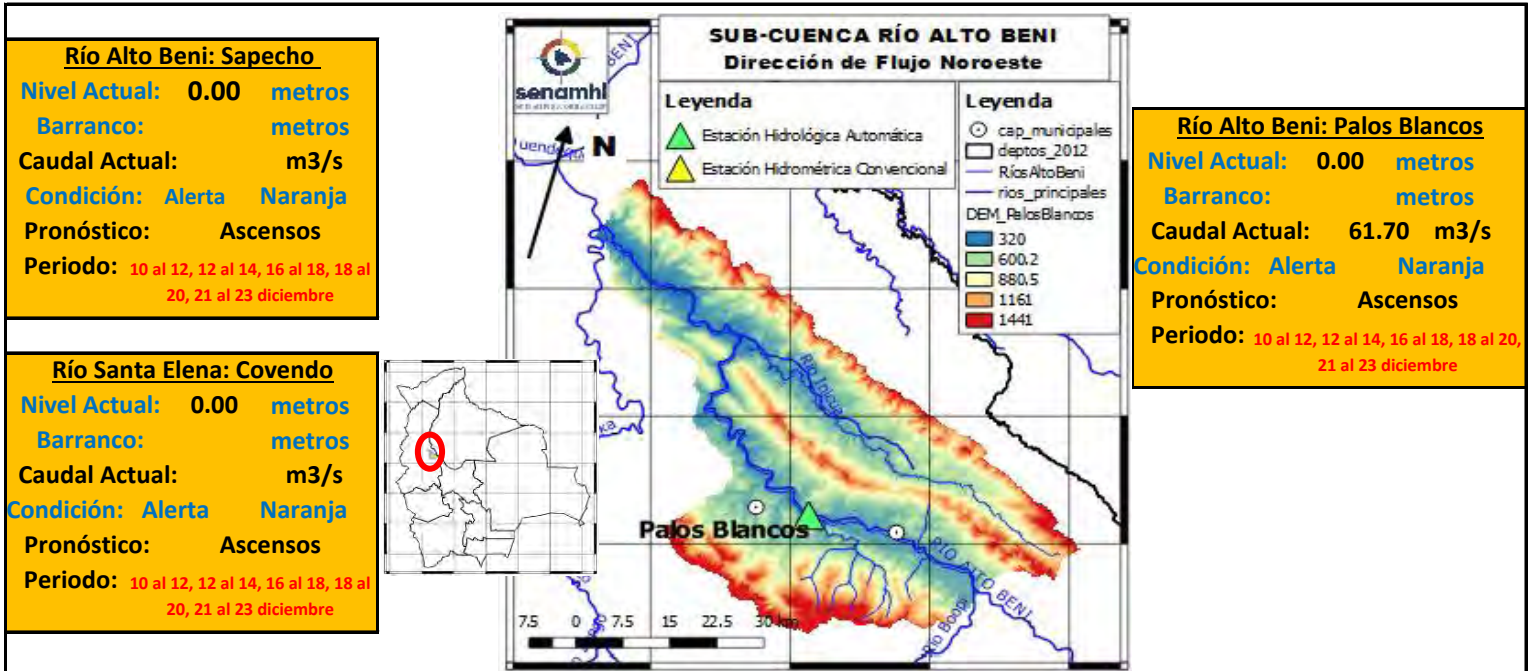 Río Alto Beni: Sapecho
Nivel Actual: 0.00 metros
Barranco: metros
Caudal Actual: m3/s
Condición: Alerta Naranja
Pronóstico: Ascensos
Periodo: 10 al 12, 12 al 14, 16 al 18, 18 al
20, 21 al 23 diciembre
Río Santa Elena: Covendo
Nivel Actual: 0.00 metros
Barranco: metros
Caudal Actual: m3/s
Condición: Alerta Naranja
Pronóstico: Ascensos
Periodo: 10 al 12, 12 al 14, 16 al 18, 18 al
20, 21 al 23 diciembre
senamhi
SUB-CUENCA RÍO ALTO BENI
Dirección de Flujo Noroeste
Leyenda
Estación Hidrológica Automática
Estación Hidrométrica Convencional
Leyenda
cap_municipales
deptos_2012
RíosAltoBeni
rios_principales
DEM_PalosBlancos
320
600.2
880.5
1161
1441
N
BENI
Río Inicua
Palos Blancos
RÍO ALTO BENI
Río Boopi
7.5 0 7.5 15 22.5 30 km
Río Alto Beni: Palos Blancos
Nivel Actual: 0.00 metros
Barranco: metros
Caudal Actual: 61.70 m3/s
Condición: Alerta Naranja
Pronóstico: Ascensos
Periodo: 10 al 12, 12 al 14, 16 al 18, 18 al 20,
21 al 23 diciembre